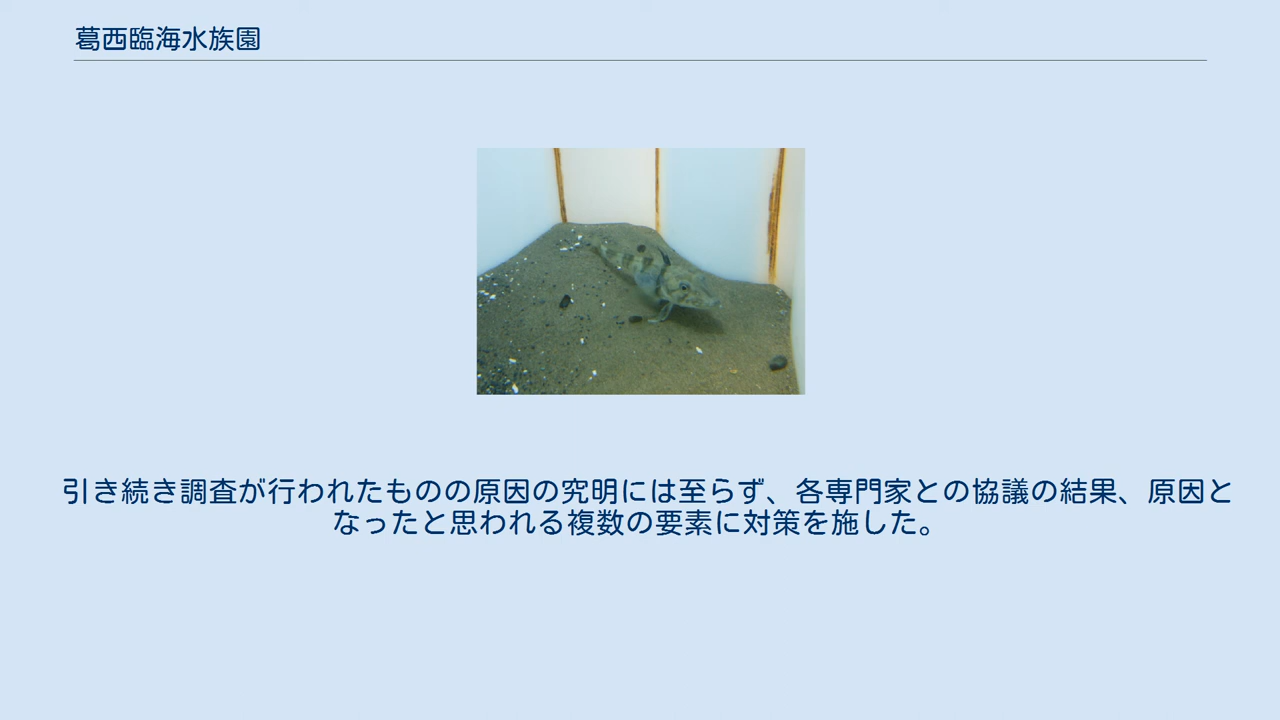 葛西臨海水族園
引き続き調査が行われたものの原因の究明には至らず、各専門家との協議の結果、原因と
なったと思われる複数の要素に対策を施した。